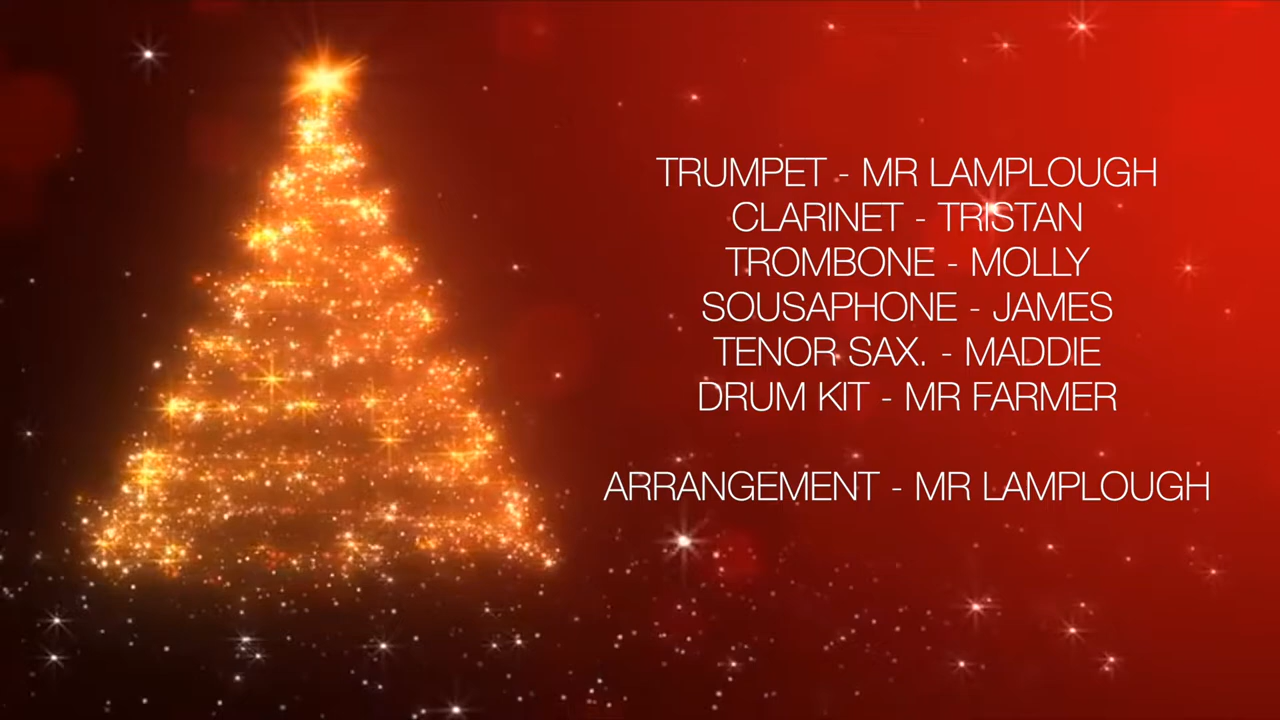 TRUMPET - MR LAMPLOUGH
CLARINET - TRISTAN
TROMBONE - MOLLY
SOUSAPHONE - JAMES
TENOR SAX. - MADDIE
DRUM KIT - MR FARMER
ARRANGEMENT - MR LAMPLOUGH